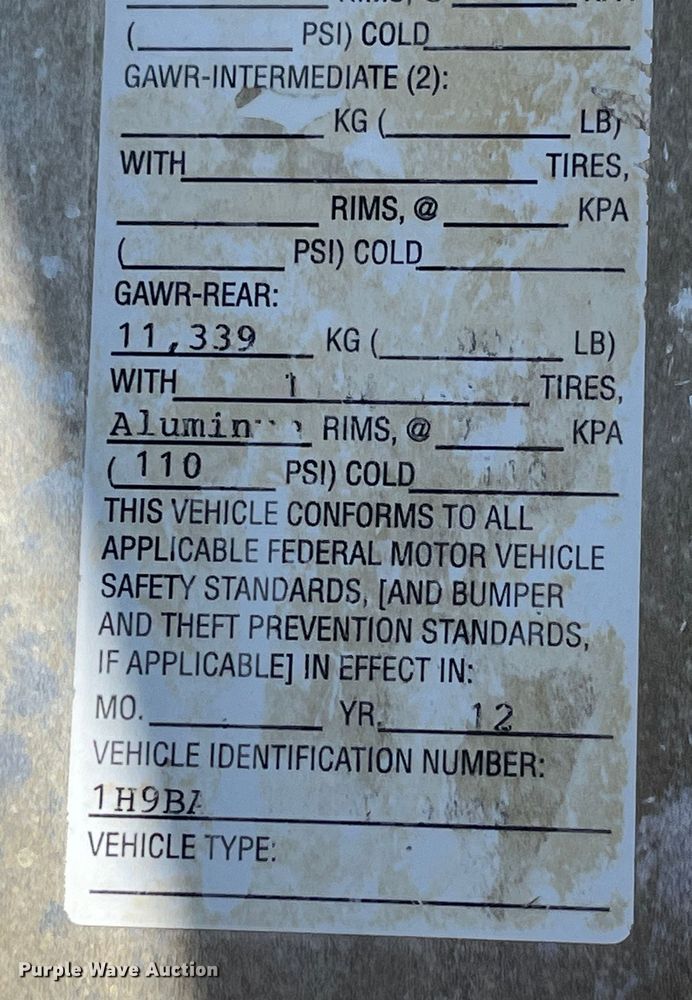 RIMS, @ KPA
( PSI) COLD
GAWR-INTERMEDIATE (2):
KG ( LB)
WITH TIRES,
RIMS, @ KPA
( PSI) COLD
GAWR-REAR:
11,339 KG ( LB)
WITH TIRES,
RIMS, @ KPA
( 110 PSI) COLD
THIS VEHICLE CONFORMS TO ALL
APPLICABLE FEDERAL MOTOR VEHICLE
SAFETY STANDARDS, [AND BUMPER
AND THEFT PREVENTION STANDARDS,
IF APPLICABLE] IN EFFECT IN:
MO. YR. 12
VEHICLE IDENTIFICATION NUMBER:
1H9BA
VEHICLE TYPE:
Purple Wave Auction